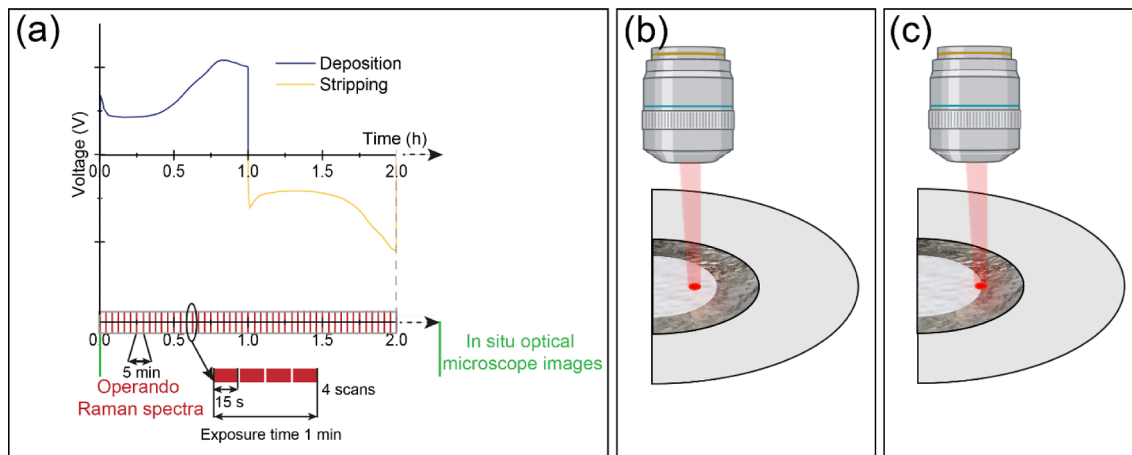 (a)
Deposition
Stripping
Voltage (V)
Time (h)
0.0 0.5 1.0 1.5 2.0
0.0 0.5 1.0 1.5 2.0
5 min
Operando
Raman spectra
15 s
4 scans
Exposure time 1 min
In situ optical
microscope images
(b)
(c)